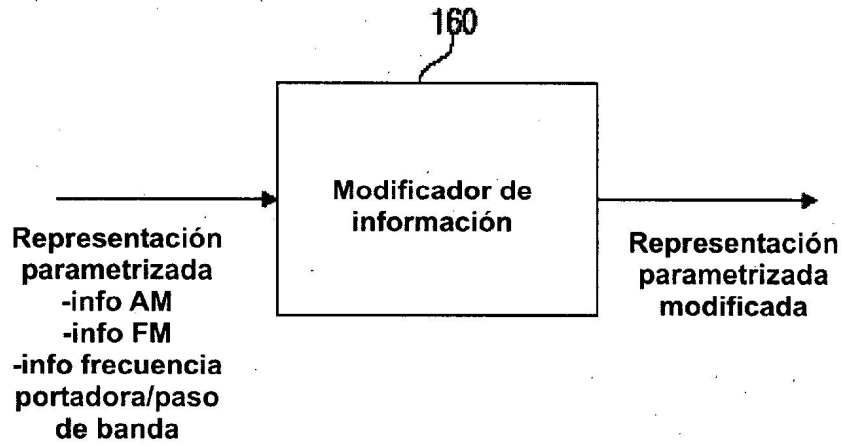 160
Modificador de
información
Representación
parametrizada
-info AM
-info FM
-info frecuencia
portadora/paso
de banda
Representación
parametrizada
modificada